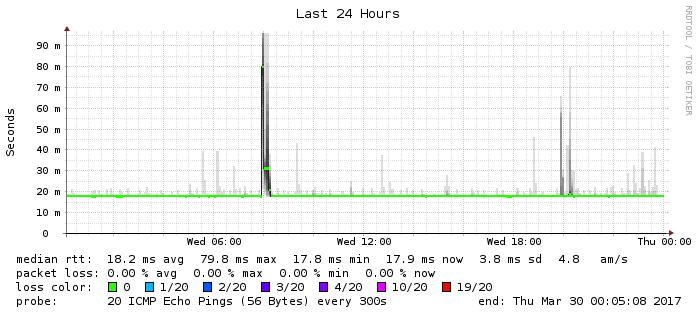 Last 24 Hours
RRDTOOL / TOBI OETIKER
Seconds
90 m
80 m
70 m
60 m
50 m
40 m
30 m
20 m
10 m
0
Wed 06:00 Wed 12:00 Wed 18:00 Thu 00:00
median rtt: 18.2 ms avg 79.8 ms max 17.8 ms min 17.9 ms now 3.8 ms sd 4.8 am/s
packet loss: 0.00 % avg 0.00 % max 0.00 % min 0.00 % now
loss color: 0 1/20 2/20 3/20 4/20 10/20 19/20
probe: 20 ICMP Echo Pings (56 Bytes) every 300s end: Thu Mar 30 00:05:08 2017